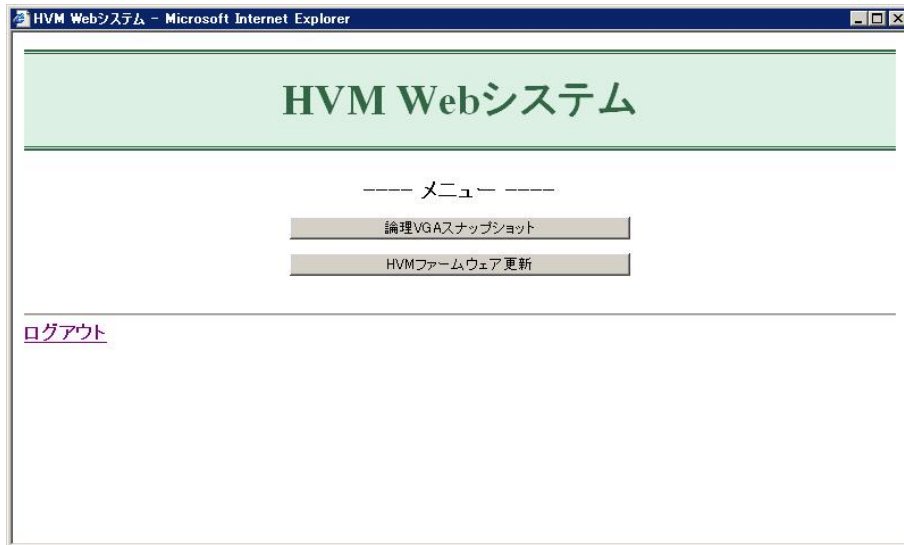 HVM Webシステム - Microsoft Internet Explorer
HVM Webシステム
---- メニュー ----
論理VGAスナップショット
HVMファームウェア更新
ログアウト